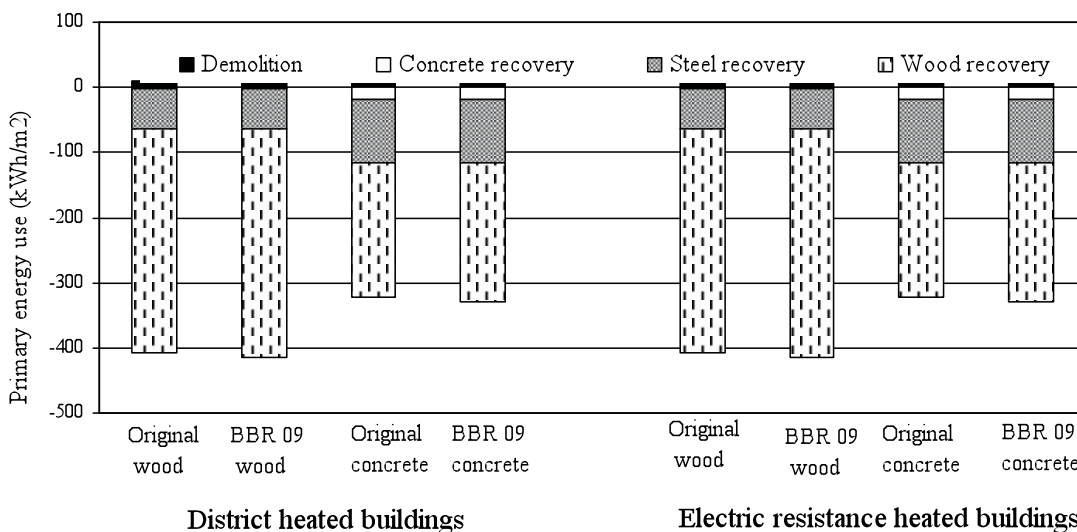 100
Demolition Concrete recovery Steel recovery Wood recovery
0
-100
-200
-300
-400
-500
Primary energy use (kWh/m2)
Original wood
BBR 09 wood
Original concrete
BBR 09 concrete
Original wood
BBR 09 wood
Original concrete
BBR 09 concrete
District heated buildings
Electric resistance heated buildings